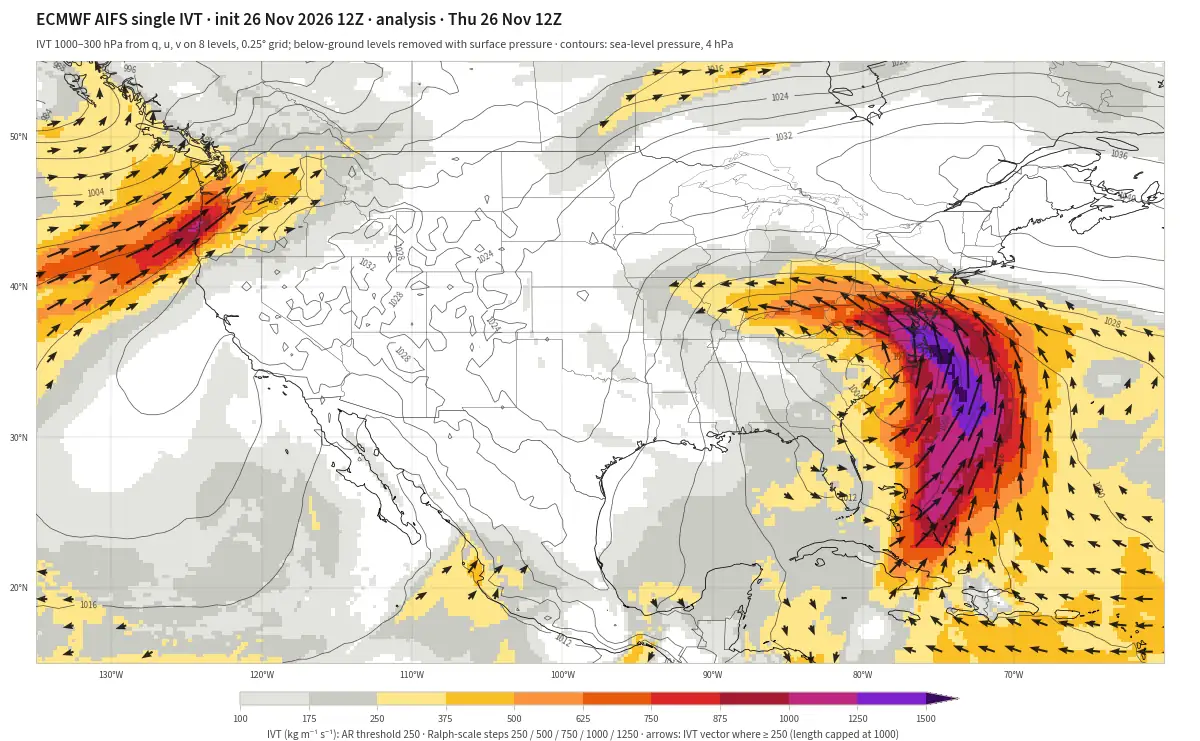 ECMWF AIFS single IVT · init 26 Nov 2026 12Z · analysis · Thu 26 Nov 12Z
IVT 1000–300 hPa from q, u, v on 8 levels, 0.25° grid; below-ground levels removed with surface pressure · contours: sea-level pressure, 4 hPa
988
996
1016
1024
1032
1036
50°N
1004
1028
1032
1024
1028
40°N
1024
1028
1028
1004
30°N
1012
20°N
1016
1012
130°W
120°W
110°W
100°W
90°W
80°W
70°W
100
175
250
375
500
625
750
875
1000
1250
1500
IVT (kg m⁻¹ s⁻¹): AR threshold 250 · Ralph-scale steps 250 / 500 / 750 / 1000 / 1250 · arrows: IVT vector where ≥ 250 (length capped at 1000)